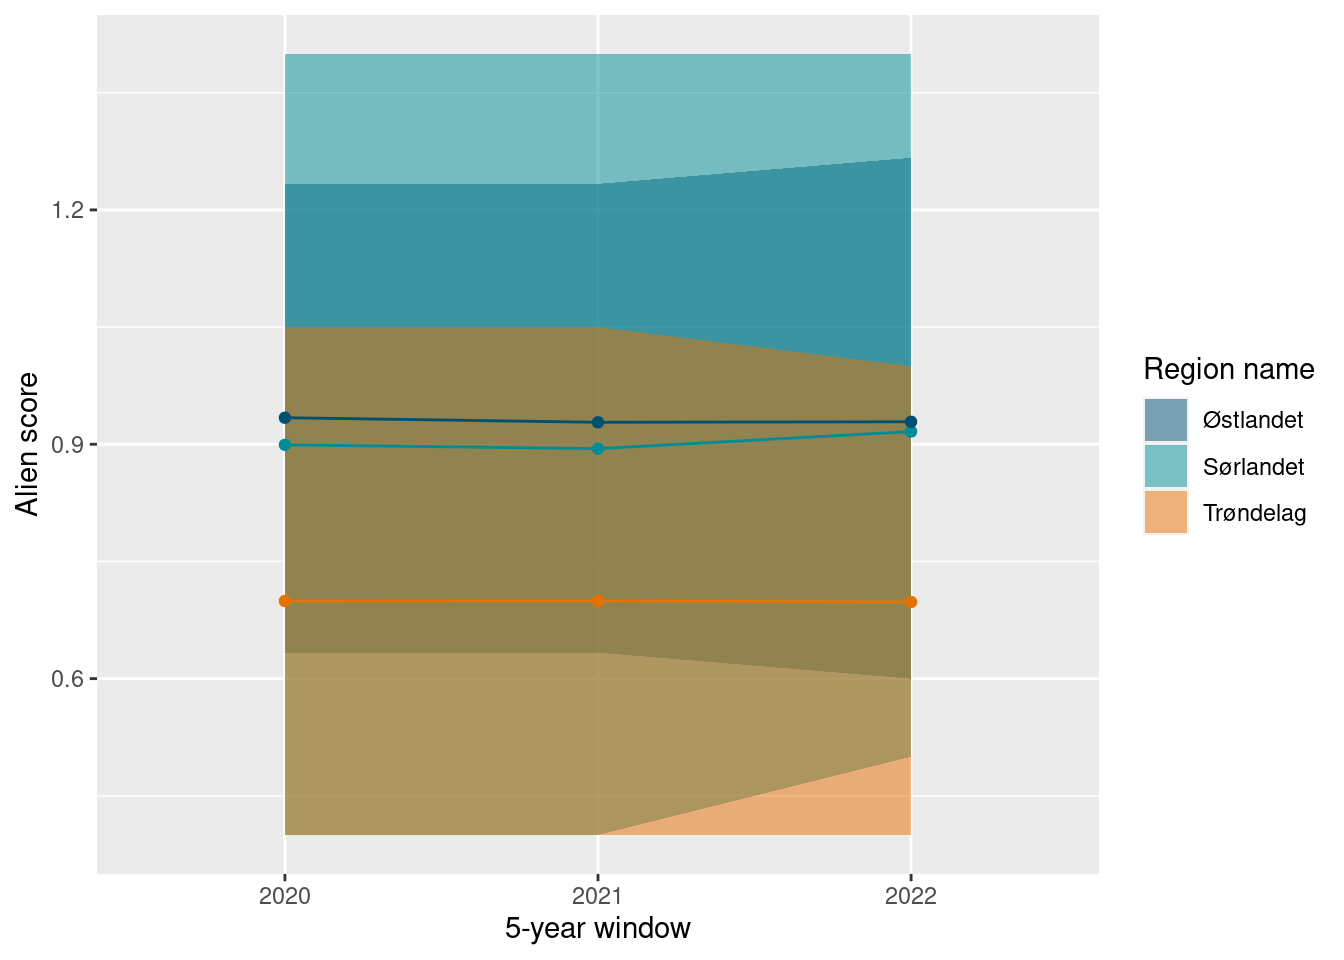 Alien score
1.2
0.9
0.6
2020
2021
2022
5-year window
Region name
Østlandet
Sørlandet
Trøndelag